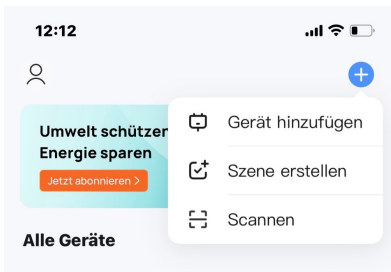 12:12
Umwelt schützen
Energie sparen
Jetzt abonnieren >
Gerät hinzufügen
Szene erstellen
Scannen
Alle Geräte